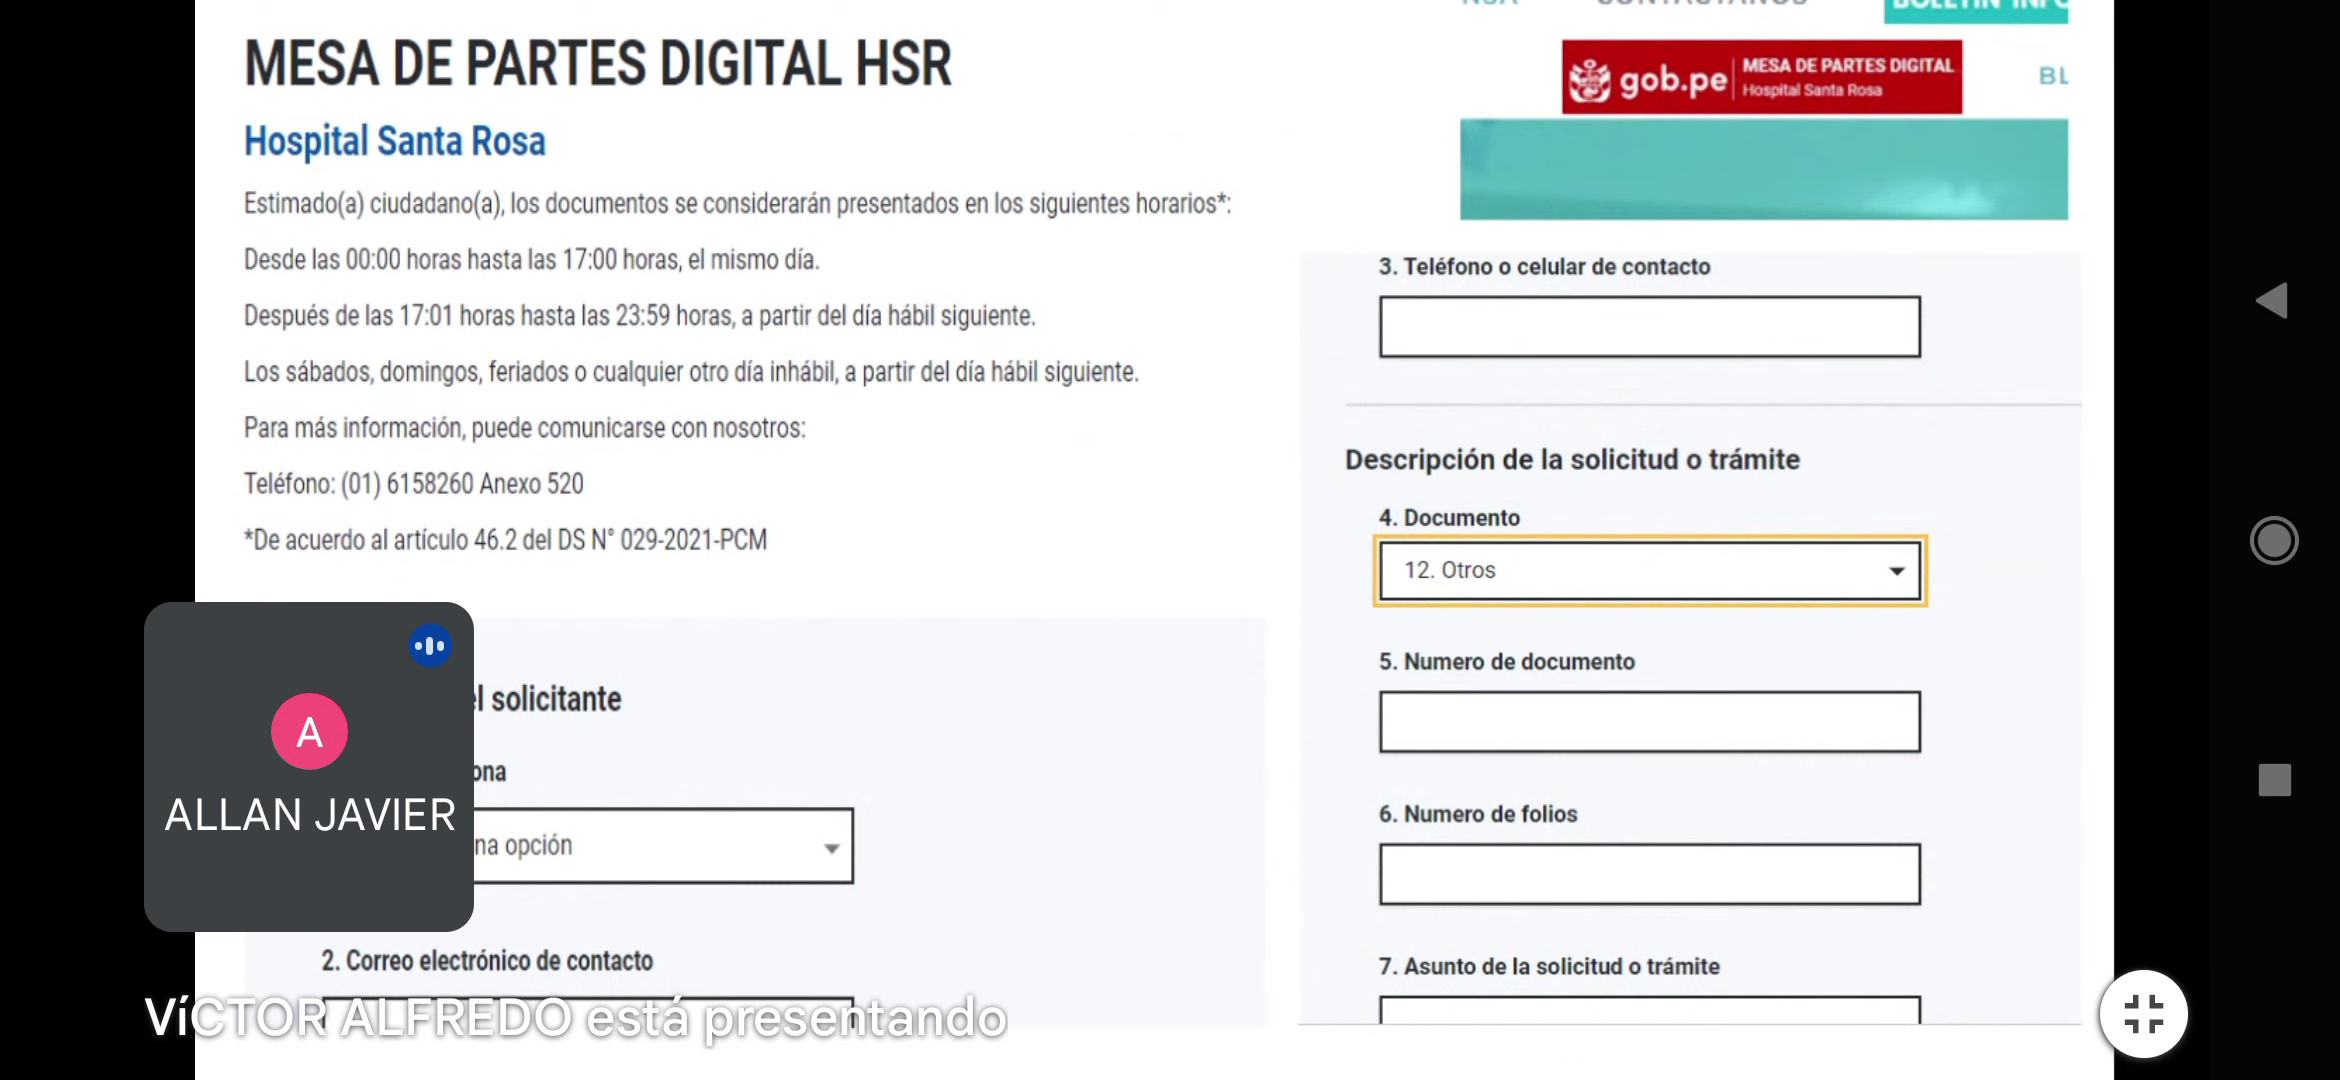 MESA DE PARTES DIGITAL HSR
Hospital Santa Rosa
Estimado(a) ciudadano(a), los documentos se considerarán presentados en los siguientes horarios*:
Desde las 00:00 horas hasta las 17:00 horas, el mismo día.
Después de las 17:01 horas hasta las 23:59 horas, a partir del día hábil siguiente.
Los sábados, domingos, feriados o cualquier otro día inhábil, a partir del día hábil siguiente.
Para más información, puede comunicarse con nosotros:
Teléfono: (01) 6158260 Anexo 520
*De acuerdo al artículo 46.2 del DS N° 029-2021-PCM
solicitante
ona
na opción
2. Correo electrónico de contacto
A
ALLAN JAVIER
VíCTOR ALFREDO está presentando
CONTÁCTANOS
BOLETÍN INFO
gob.pe
MESA DE PARTES DIGITAL
Hospital Santa Rosa
BL
3. Teléfono o celular de contacto
Descripción de la solicitud o trámite
4. Documento
12. Otros
5. Numero de documento
6. Numero de folios
7. Asunto de la solicitud o trámite